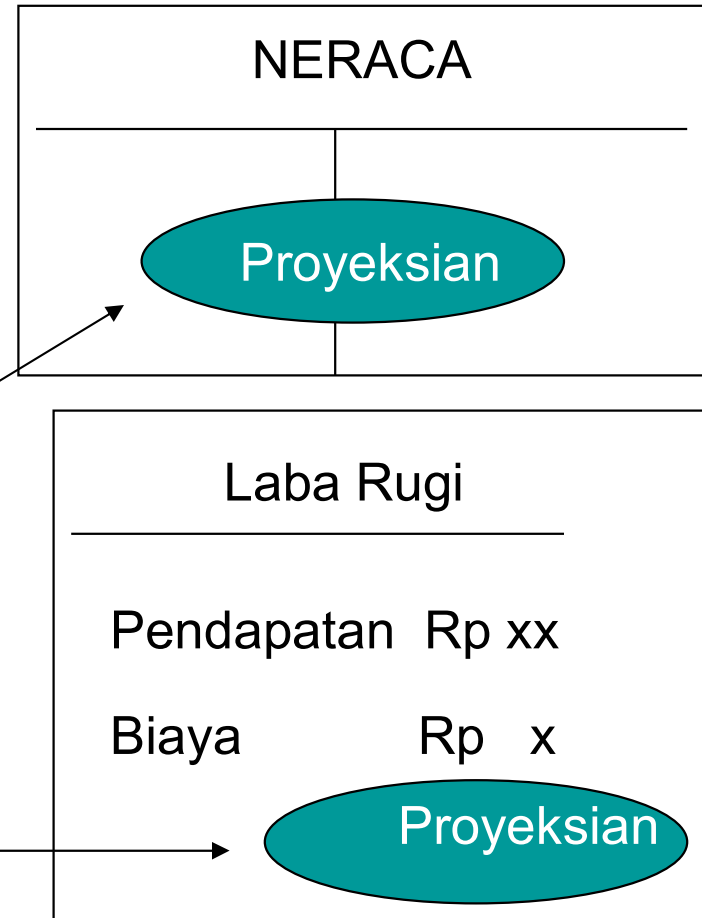 NERACA
Proyeksian
Laba Rugi
Pendapatan Rp xx
Biaya Rp x
Proyeksian